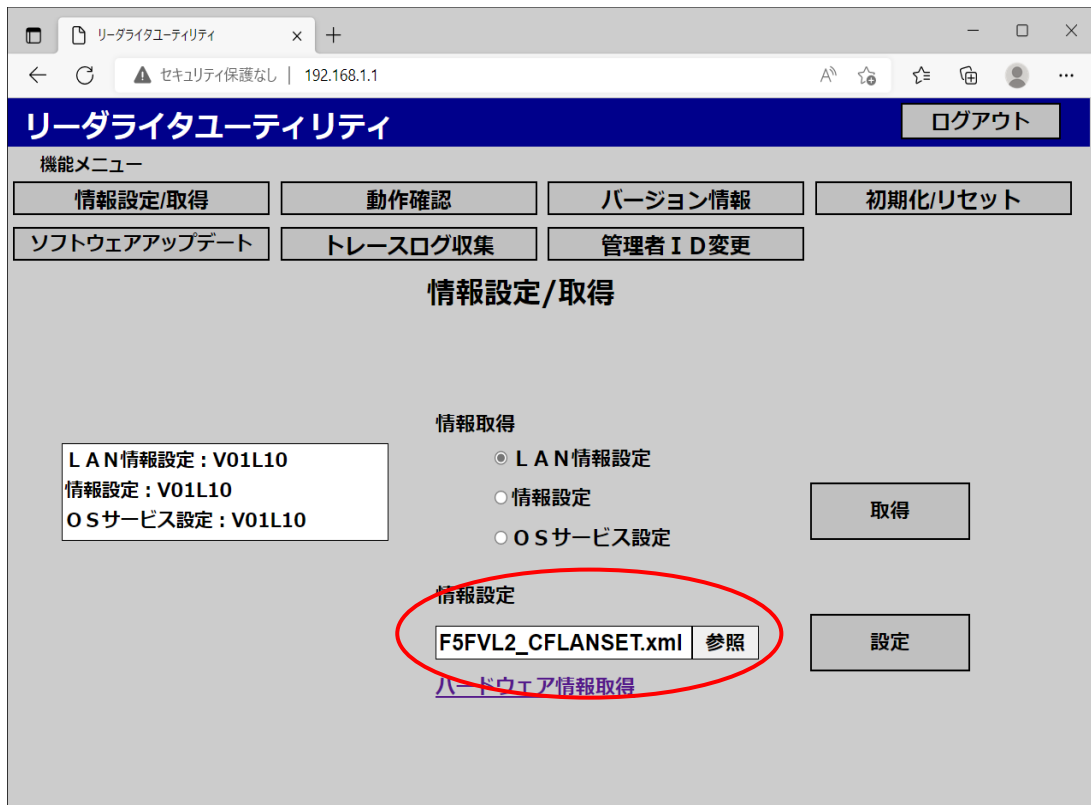 リーダライタユーティリティ
セキュリティ保護なし | 192.168.1.1
リーダライタユーティリティ
ログアウト
機能メニュー
情報設定/取得
動作確認
バージョン情報
初期化/リセット
ソフトウェアアップデート
トレースログ収集
管理者ＩＤ変更
情報設定/取得
情報取得
ＬＡＮ情報設定：V01L10
情報設定：V01L10
ＯＳサービス設定：V01L10
ＬＡＮ情報設定
情報設定
ＯＳサービス設定
取得
情報設定
F5FVL2_CFLANSET.xml
参照
設定
ハードウェア情報取得